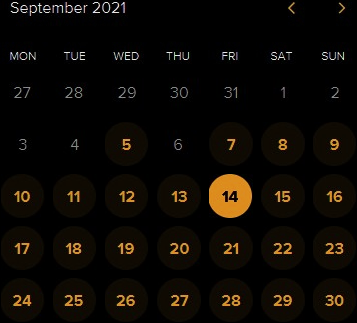 September 2021
MON TUE WED THU FRI SAT SUN
27 28 29 30 31 1 2
3 4 5 6 7 8 9
10 11 12 13 14 15 16
17 18 19 20 21 22 23
24 25 26 27 28 29 30